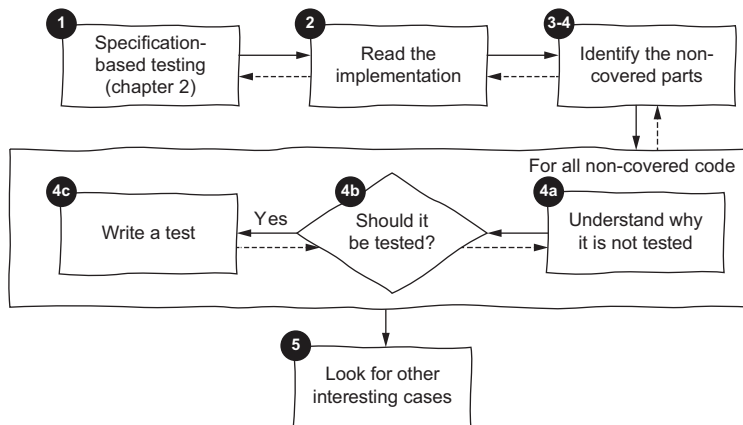 1
Specification-
based testing
(chapter 2)
2
Read the
implementation
3-4
Identify the non-
covered parts
For all non-covered code
4c
Write a test
Yes
4b
Should it
be tested?
4a
Understand why
it is not tested
5
Look for other
interesting cases